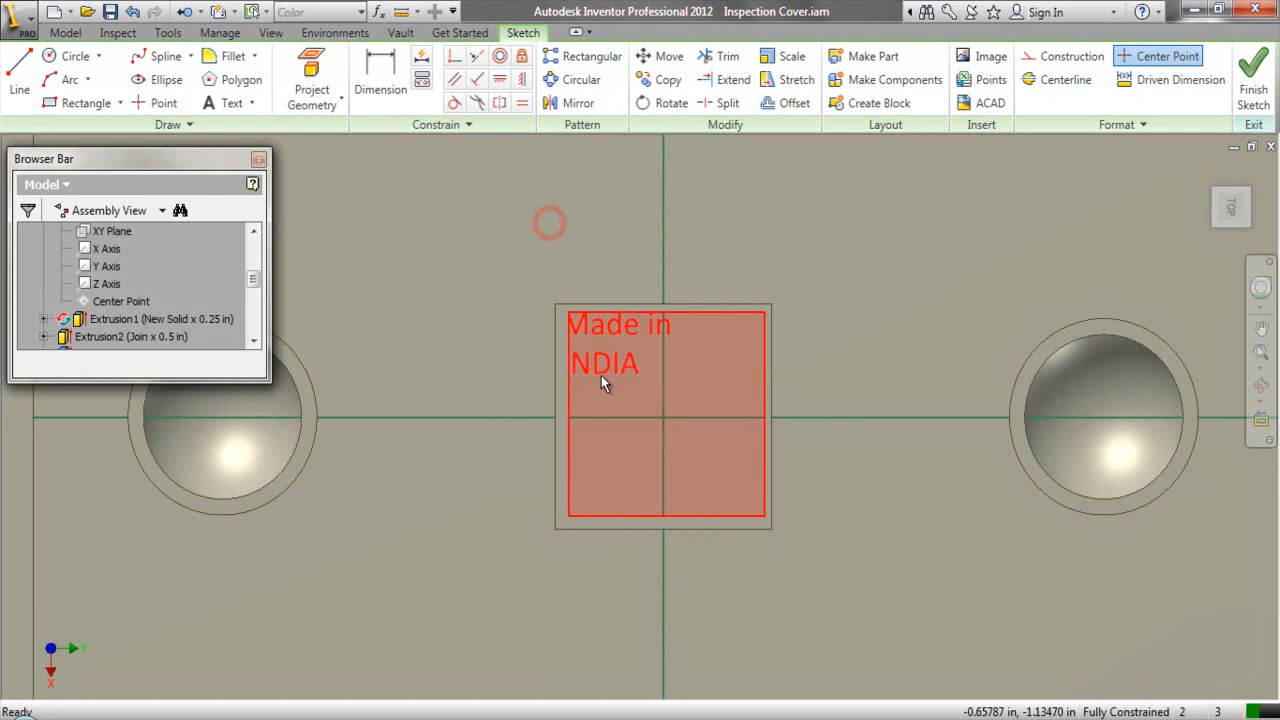 Autodesk Inventor Professional 2012 Inspection Cover.iam
Color
Sign In
PRO
Model Inspect Tools Manage View Environments Vault Get Started Sketch
Line
Circle
Arc
Rectangle
Spline
Ellipse
Point
Fillet
Polygon
Text
Draw
Project
Geometry
Dimension
Constrain
Rectangular
Circular
Mirror
Pattern
Move
Copy
Rotate
Trim
Extend
Split
Scale
Stretch
Offset
Modify
Make Part
Make Components
Create Block
Layout
Image
Points
ACAD
Insert
Construction
Centerline
Center Point
Driven Dimension
Format
Finish
Sketch
Exit
Browser Bar
Model
Assembly View
XY Plane
X Axis
Y Axis
Z Axis
Center Point
Extrusion1 (New Solid x 0.25 in)
Extrusion2 (Join x 0.5 in)
TOP
Made in
NDIA
Y
X
Ready
-0.65787 in, -1.13470 in Fully Constrained 2 3